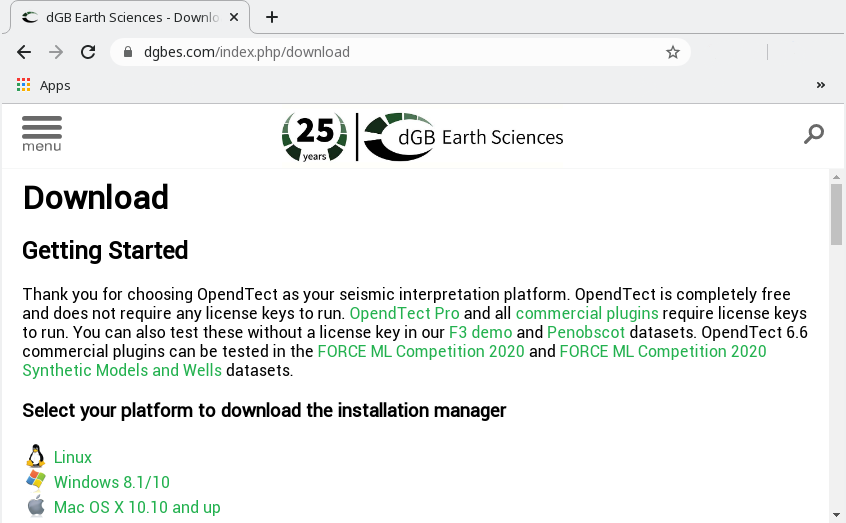 dGB Earth Sciences - Downlo
dgbes.com/index.php/download
Apps
»
menu
25
years
dGB Earth Sciences
Download
Getting Started
Thank you for choosing OpendTect as your seismic interpretation platform. OpendTect is completely free
and does not require any license keys to run. OpendTect Pro and all commercial plugins require license keys
to run. You can also test these without a license key in our F3 demo and Penobscot datasets. OpendTect 6.6
commercial plugins can be tested in the FORCE ML Competition 2020 and FORCE ML Competition 2020
Synthetic Models and Wells datasets.
Select your platform to download the installation manager
Linux
Windows 8.1/10
Mac OS X 10.10 and up